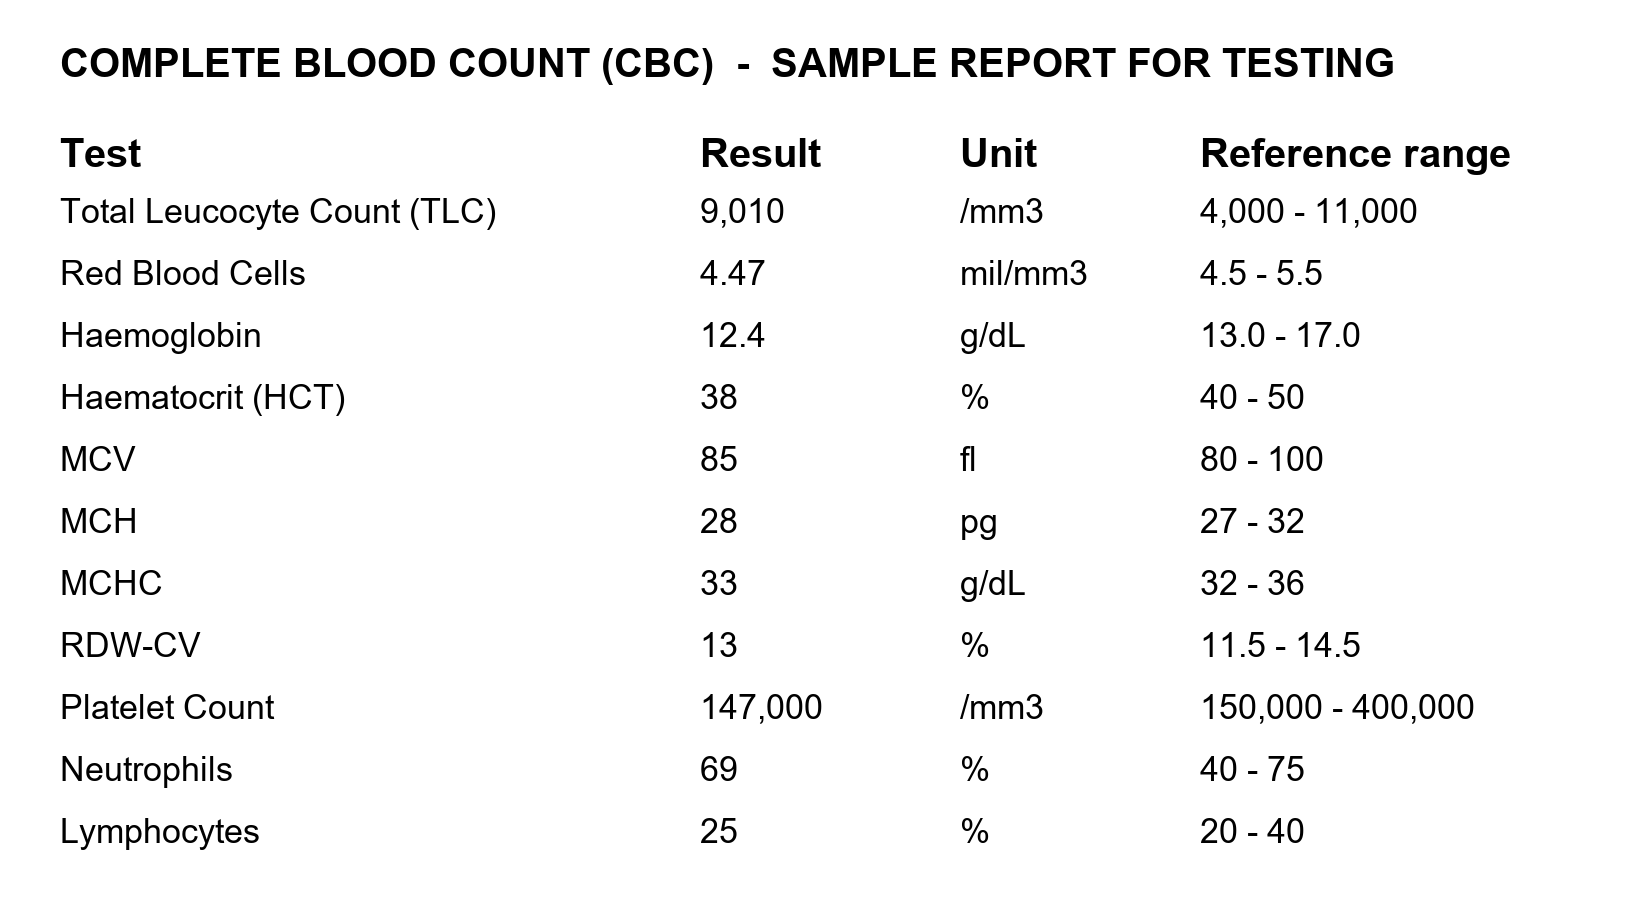 COMPLETE BLOOD COUNT (CBC) - SAMPLE REPORT FOR TESTING
Test Result Unit Reference range
Total Leucocyte Count (TLC) 9,010 /mm3 4,000 - 11,000
Red Blood Cells 4.47 mil/mm3 4.5 - 5.5
Haemoglobin 12.4 g/dL 13.0 - 17.0
Haematocrit (HCT) 38 % 40 - 50
MCV 85 fl 80 - 100
MCH 28 pg 27 - 32
MCHC 33 g/dL 32 - 36
RDW-CV 13 % 11.5 - 14.5
Platelet Count 147,000 /mm3 150,000 - 400,000
Neutrophils 69 % 40 - 75
Lymphocytes 25 % 20 - 40